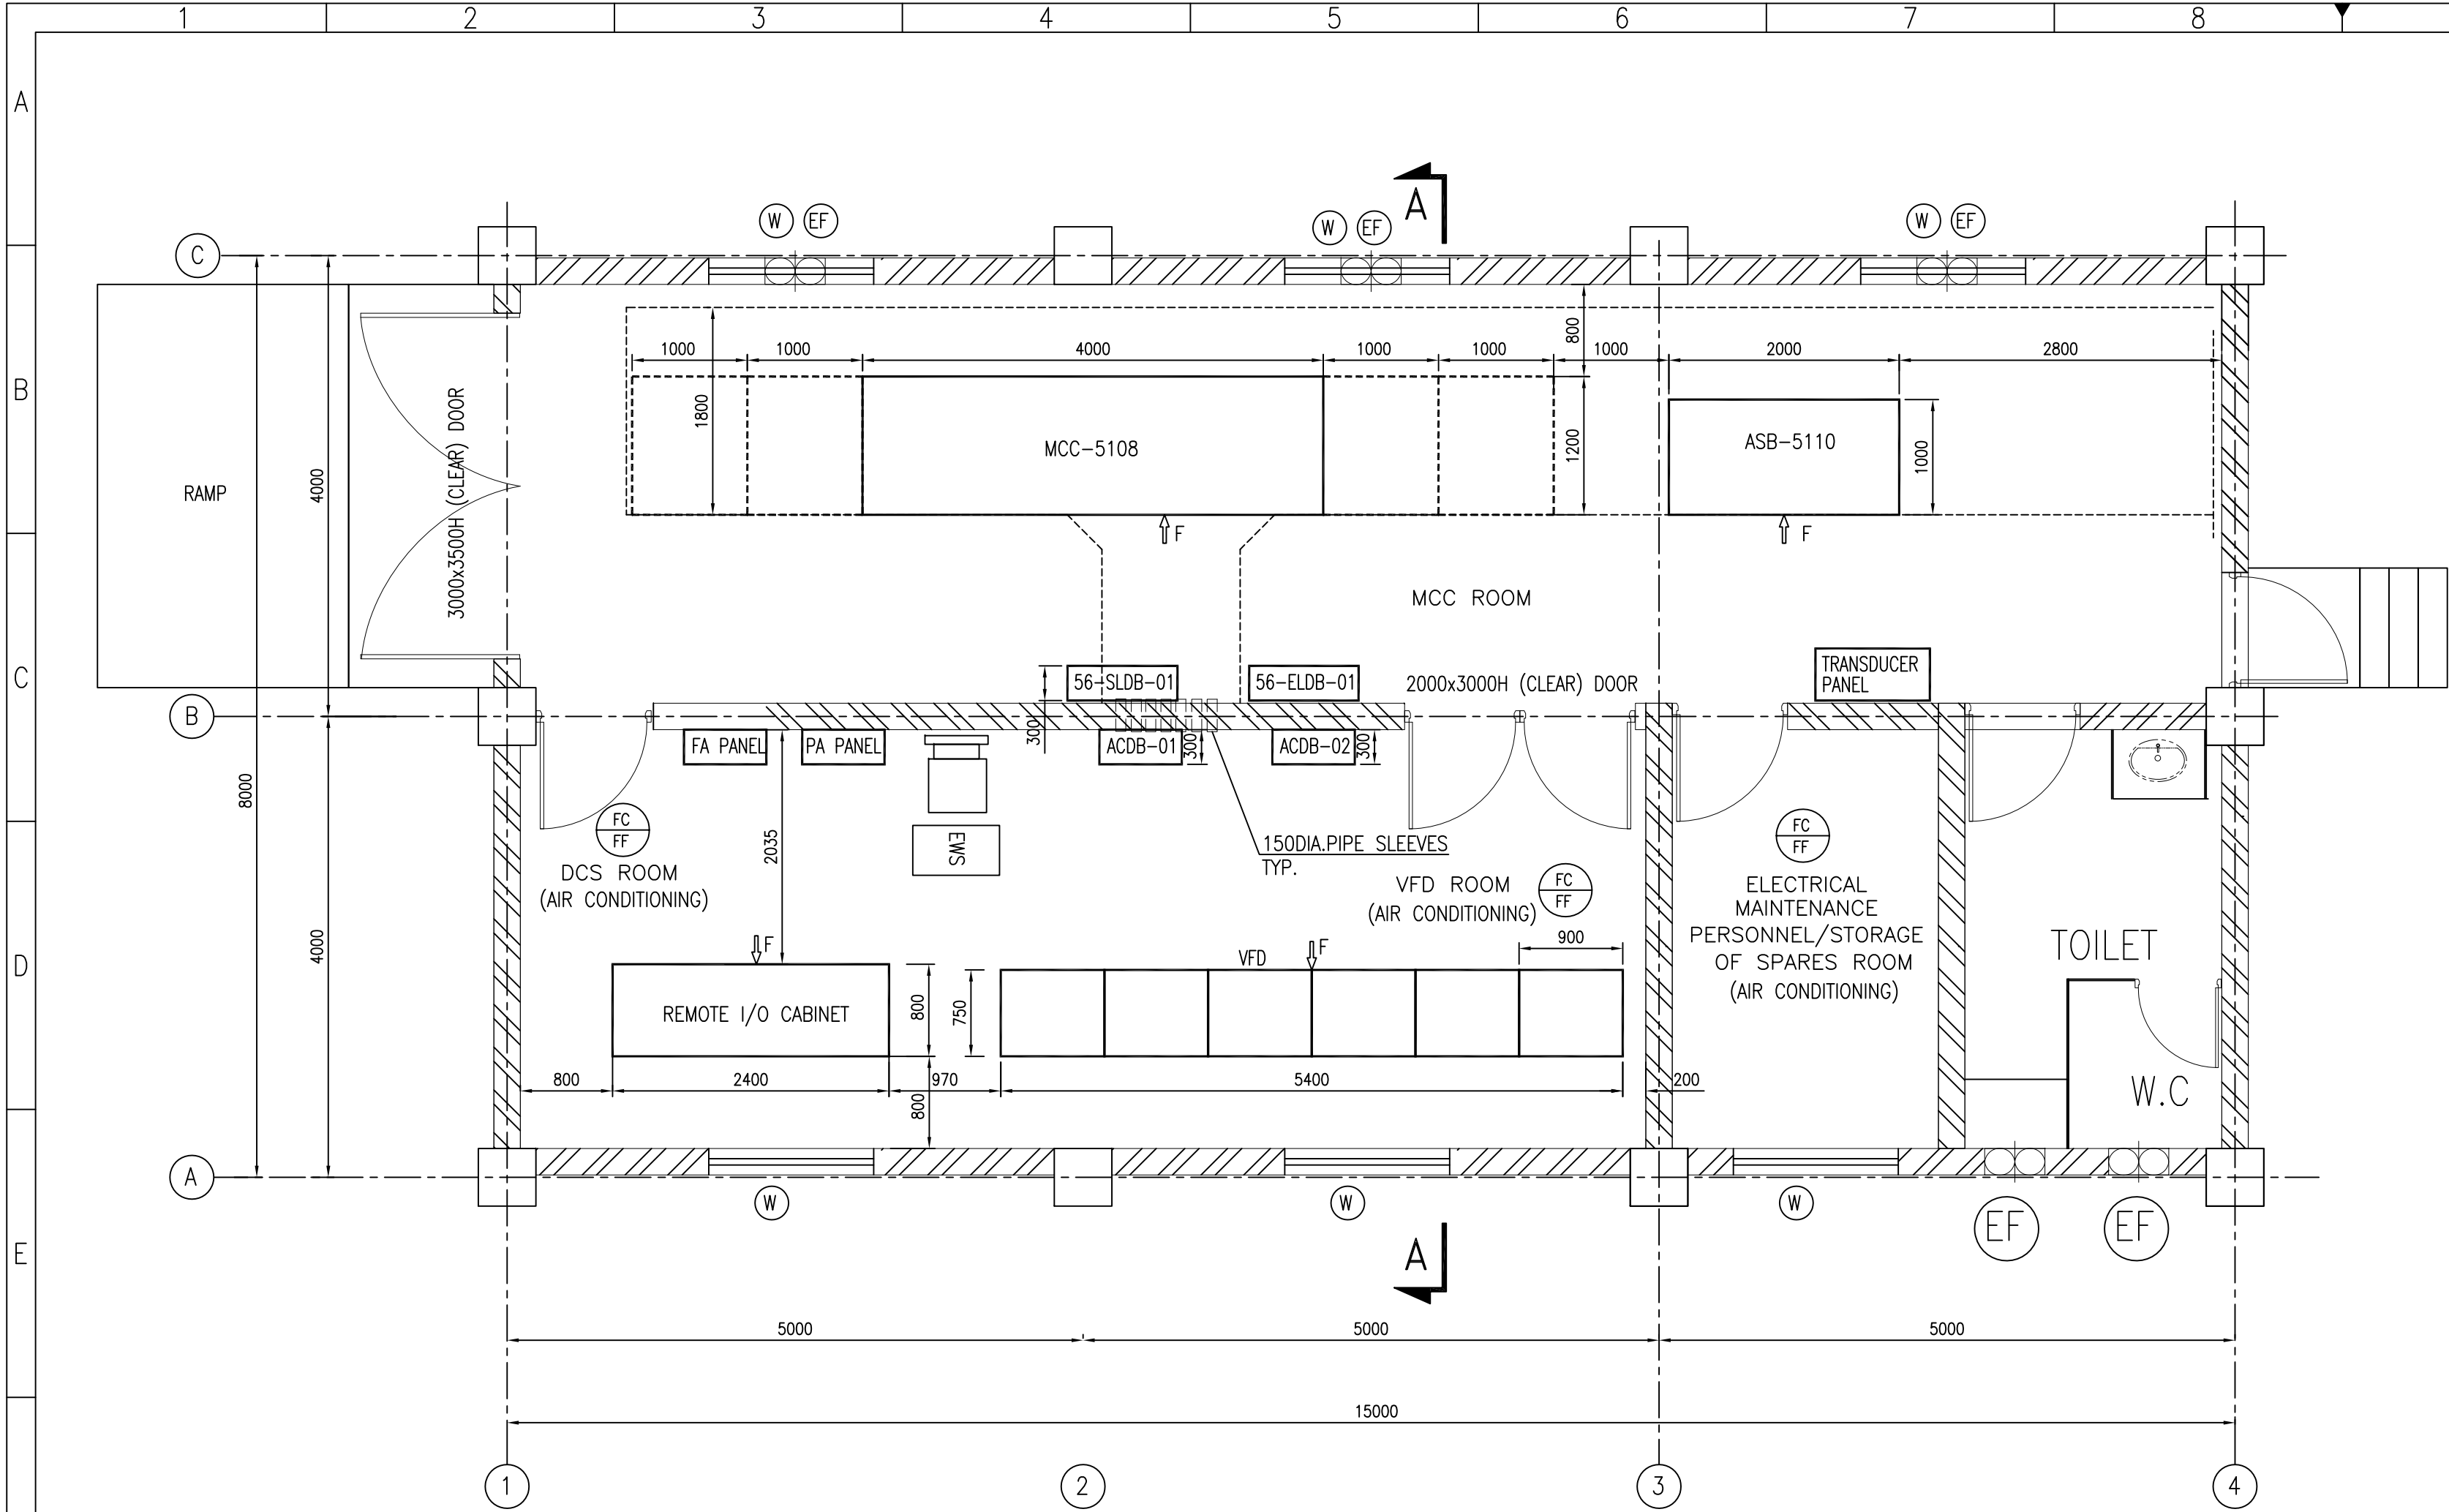 1 2 3 4 5 6 7 8
A
A
W EF
W EF
W EF
C
800
1000 1000 4000 1000 1000 1000 2000 2800
B
1800
3000x3500H (CLEAR) DOOR
MCC-5108
1200
ASB-5110
1000
RAMP
4000
F
F
MCC ROOM
C
56-SLDB-01
56-ELDB-01
2000x3000H (CLEAR) DOOR
TRANSDUCER
PANEL
B
300
FA PANEL
PA PANEL
ACDB-01
300
ACDB-02
300
8000
FC
FF
DCS ROOM
(AIR CONDITIONING)
2035
EWS
150DIA.PIPE SLEEVES
TYP.
VFD ROOM
(AIR CONDITIONING)
FC
FF
FC
FF
ELECTRICAL
MAINTENANCE
PERSONNEL/STORAGE
OF SPARES ROOM
(AIR CONDITIONING)
TOILET
D
4000
F
VFD
F
900
REMOTE I/O CABINET
800
750
800 2400 970 5400 200
800
W.C
A
W
W
W
EF
EF
E
A
5000 5000 5000
15000
1 2 3 4